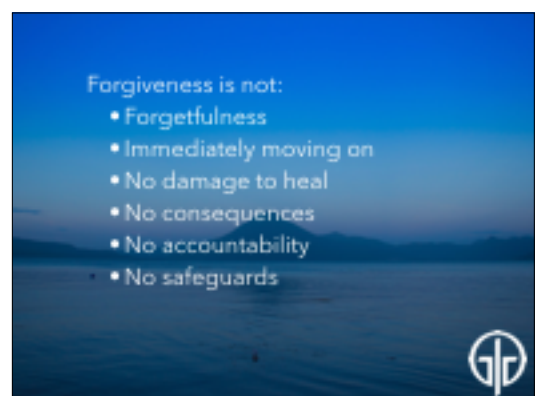 Forgiveness is not:
• Forgetfulness
• Immediately moving on
• No damage to heal
• No consequences
• No accountability
• No safeguards